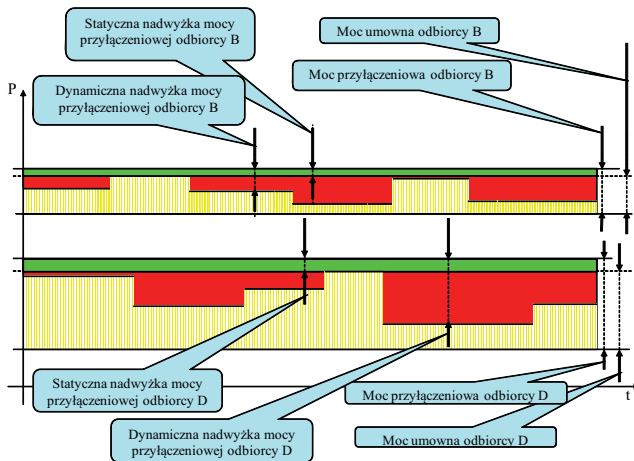 Statyczna nadwyżka mocy
przyłączeniowej odbiorcy B
Moc umowna odbiorcy B
Moc przyłączeniowa odbiorcy B
Dynamiczna nadwyżka mocy
przyłączeniowej odbiorcy B
P
Statyczna nadwyżka mocy
przyłączeniowej odbiorcy D
Moc przyłączeniowa odbiorcy D
t
Dynamiczna nadwyżka mocy
przyłączeniowej odbiorcy D
Moc umowna odbiorcy D